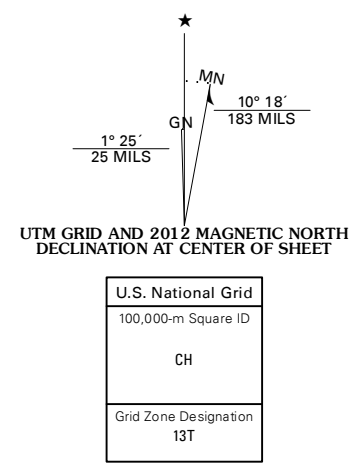 MN
GN
10° 18´
183 MILS
1° 25´
25 MILS
UTM GRID AND 2012 MAGNETIC NORTH
DECLINATION AT CENTER OF SHEET
U.S. National Grid
100,000-m Square ID
CH
Grid Zone Designation
13T